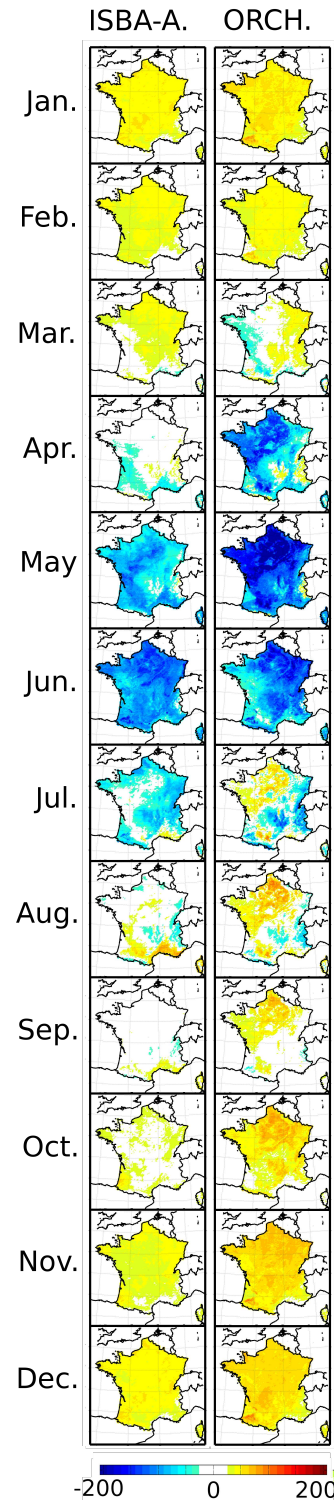 ISBA-A. ORCH.
Jan.
Feb.
Mar.
Apr.
May
Jun.
Jul.
Aug.
Sep.
Oct.
Nov.
Dec.
-200 0 200